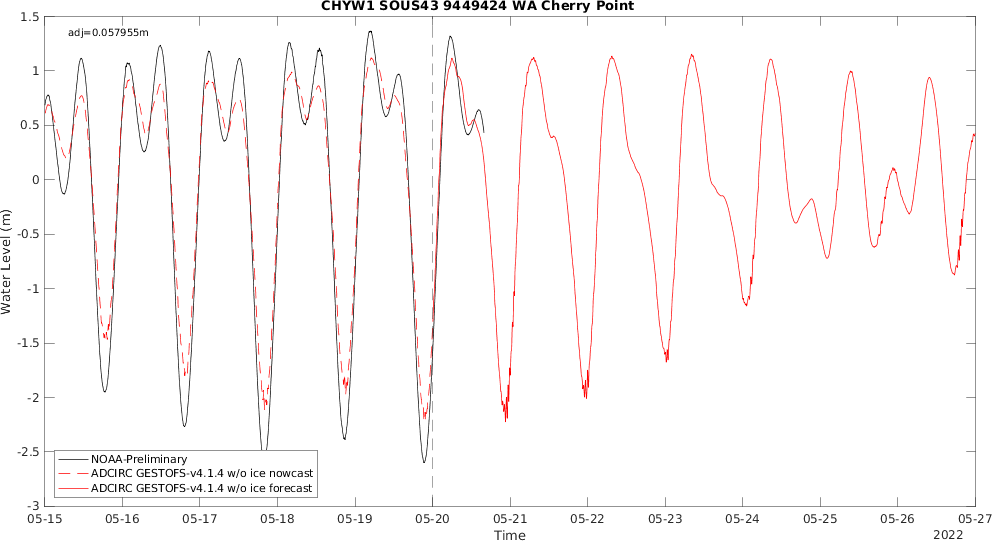 CHYW1 SOUS43 9449424 WA Cherry Point
adj=0.057955m
1.5
1
0.5
0
-0.5
-1
-1.5
-2
-2.5
-3
Water Level (m)
NOAA-Preliminary
ADCIRC GESTOFS-v4.1.4 w/o ice nowcast
ADCIRC GESTOFS-v4.1.4 w/o ice forecast
05-15 05-16 05-17 05-18 05-19 05-20 05-21 05-22 05-23 05-24 05-25 05-26 05-27
Time
2022